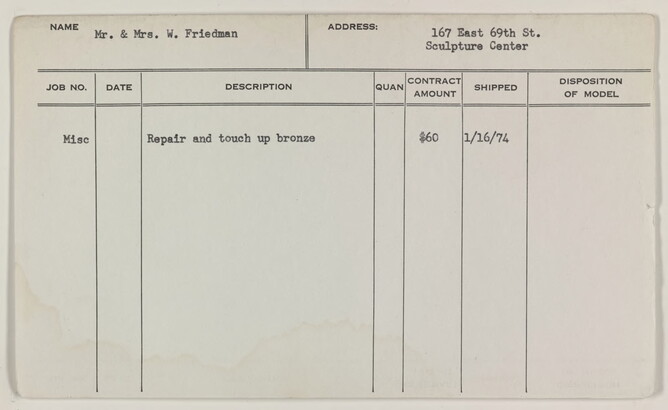 NAME Mr. & Mrs. W. Friedman ADDRESS: 167 East 69th St.
Sculpture Center
JOB NO. DATE DESCRIPTION QUAN CONTRACT AMOUNT SHIPPED DISPOSITION OF MODEL
Misc Repair and touch up bronze $60 1/16/74